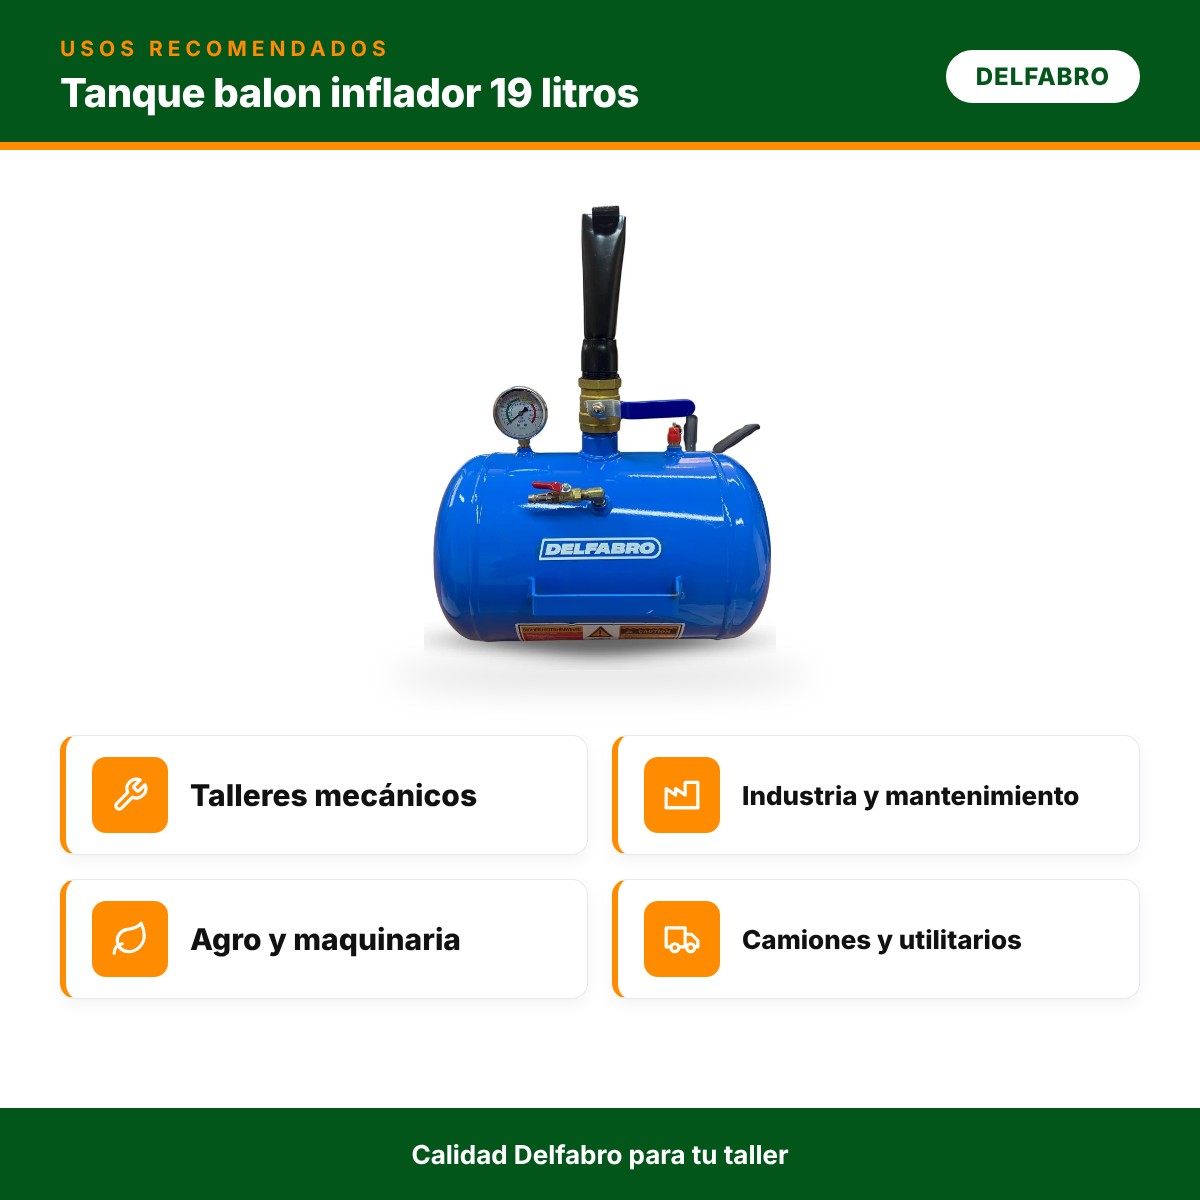 USOS RECOMENDADOS
Tanque balon inflador 19 litros
DELFABRO
DELFABRO
CAUTION
Talleres mecánicos
Industria y mantenimiento
Agro y maquinaria
Camiones y utilitarios
Calidad Delfabro para tu taller